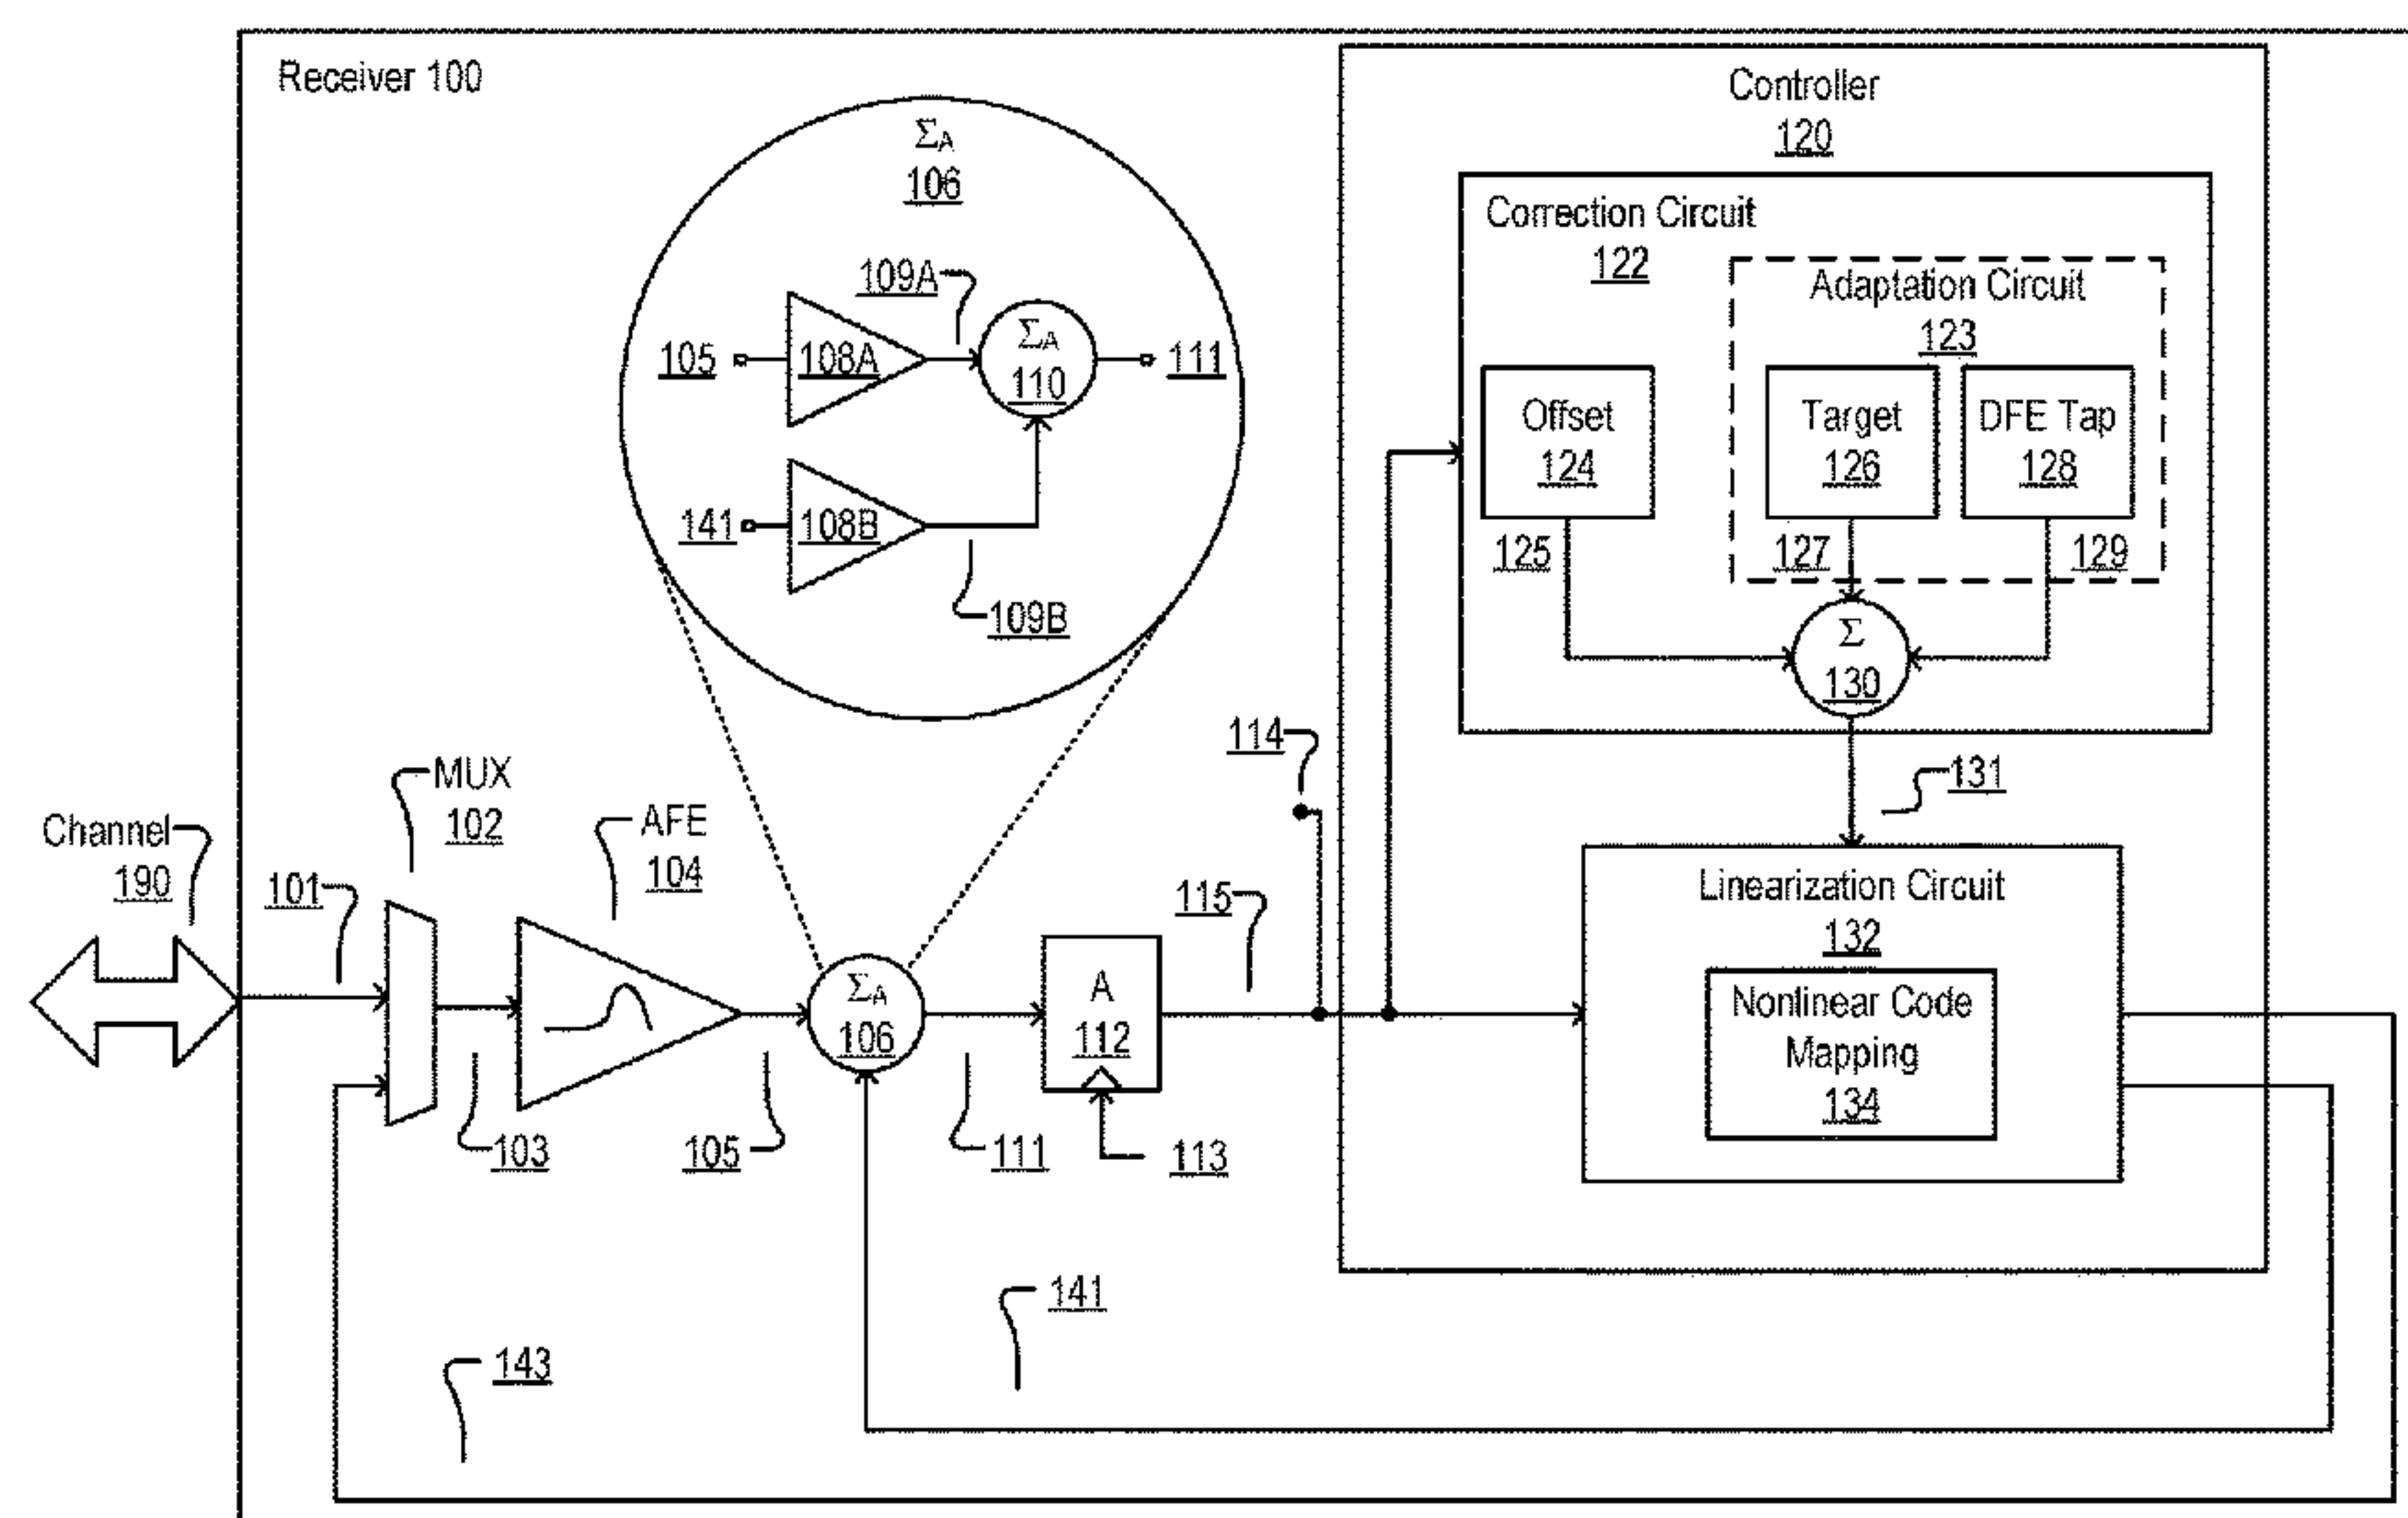 Receiver 100
Controller
120
ΣA
106
Correction Circuit
122
Adaptation Circuit
123
109A
105
108A
ΣA
110
111
Offset
124
Target
126
DFE Tap
128
141
108B
109B
125
127
129
Σ
130
114
131
MUX
102
Channel
190
AFE
104
101
115
Linearization Circuit
132
ΣA
106
A
112
Nonlinear Code
Mapping
134
103
105
111
113
141
143